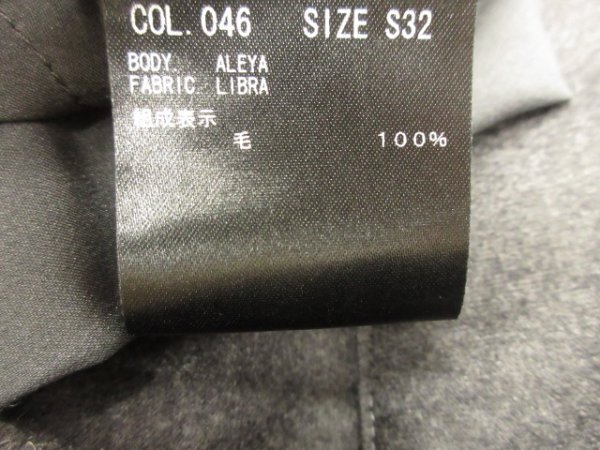 COL. 046 SIZE S32
BODY. ALEYA
FABRIC. LIBRA
組成表示
毛 100%